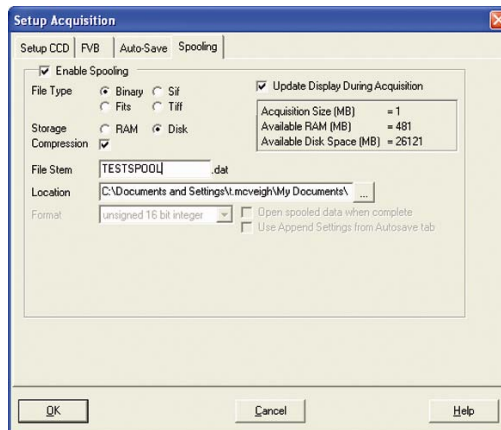 Setup Acquisition
Setup CCD FVB Auto-Save Spooling
Enable Spooling
File Type Binary Sif
Fits Tiff
Update Display During Acquisition
Acquisition Size (MB) = 1
Available RAM (MB) = 481
Available Disk Space (MB) = 26121
Storage RAM Disk
Compression
File Stem TESTSPOOL .dat
Location C:\Documents and Settings\t.mcveigh\My Documents\ ...
Format unsigned 16 bit integer
Open spooled data when complete
Use Append Settings from Autosave tab
OK Cancel Help